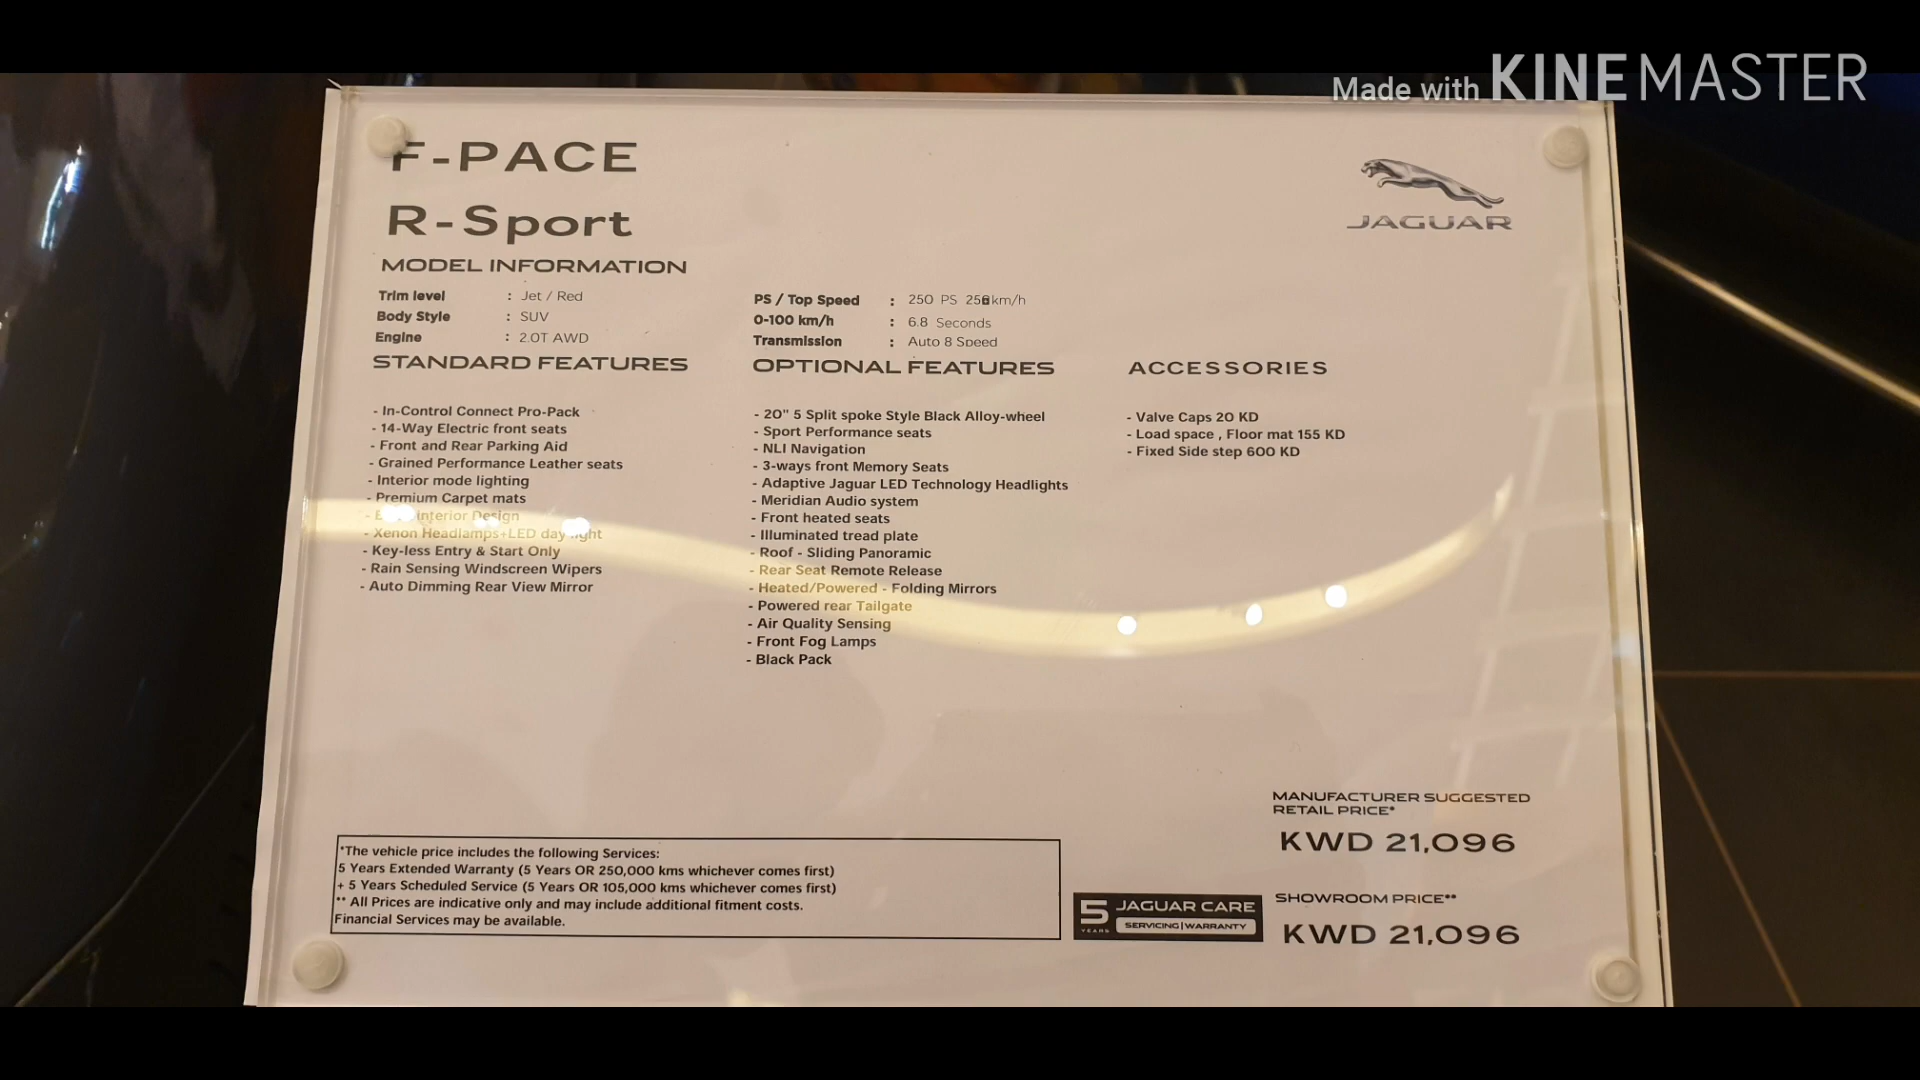 Made with KINEMASTER
F-PACE
R-Sport
JAGUAR
MODEL INFORMATION
Trim level : Jet / Red
Body Style : SUV
Engine : 2.0T AWD
PS / Top Speed : 250 PS km/h
0-100 km/h : 6.8 Seconds
Transmission : Auto 8 Speed
STANDARD FEATURES
- In-Control Connect Pro-Pack
- 14-Way Electric front seats
- Front and Rear Parking Aid
- Grained Performance Leather seats
- Interior mode lighting
- Premium Carpet mats
- Interior Design
- Xenon Headlamps+LED day light
- Key-less Entry & Start Only
- Rain Sensing Windscreen Wipers
- Auto Dimming Rear View Mirror
OPTIONAL FEATURES
- 20" 5 Split spoke Style Black Alloy-wheel
- Sport Performance seats
- NLI Navigation
- 3-ways front Memory Seats
- Adaptive Jaguar LED Technology Headlights
- Meridian Audio system
- Front heated seats
- Illuminated tread plate
- Roof - Sliding Panoramic
- Rear Seat Remote Release
- Heated/Powered - Folding Mirrors
- Powered rear Tailgate
- Air Quality Sensing
- Front Fog Lamps
- Black Pack
ACCESSORIES
- Valve Caps 20 KD
- Load space , Floor mat 155 KD
- Fixed Side step 600 KD
MANUFACTURER SUGGESTED
RETAIL PRICE*
KWD 21,096
*The vehicle price includes the following Services:
5 Years Extended Warranty (5 Years OR 250,000 kms whichever comes first)
+ 5 Years Scheduled Service (5 Years OR 105,000 kms whichever comes first)
** All Prices are indicative only and may include additional fitment costs.
Financial Services may be available.
5 YEARS JAGUAR CARE
SERVICING|WARRANTY
SHOWROOM PRICE**
KWD 21,096